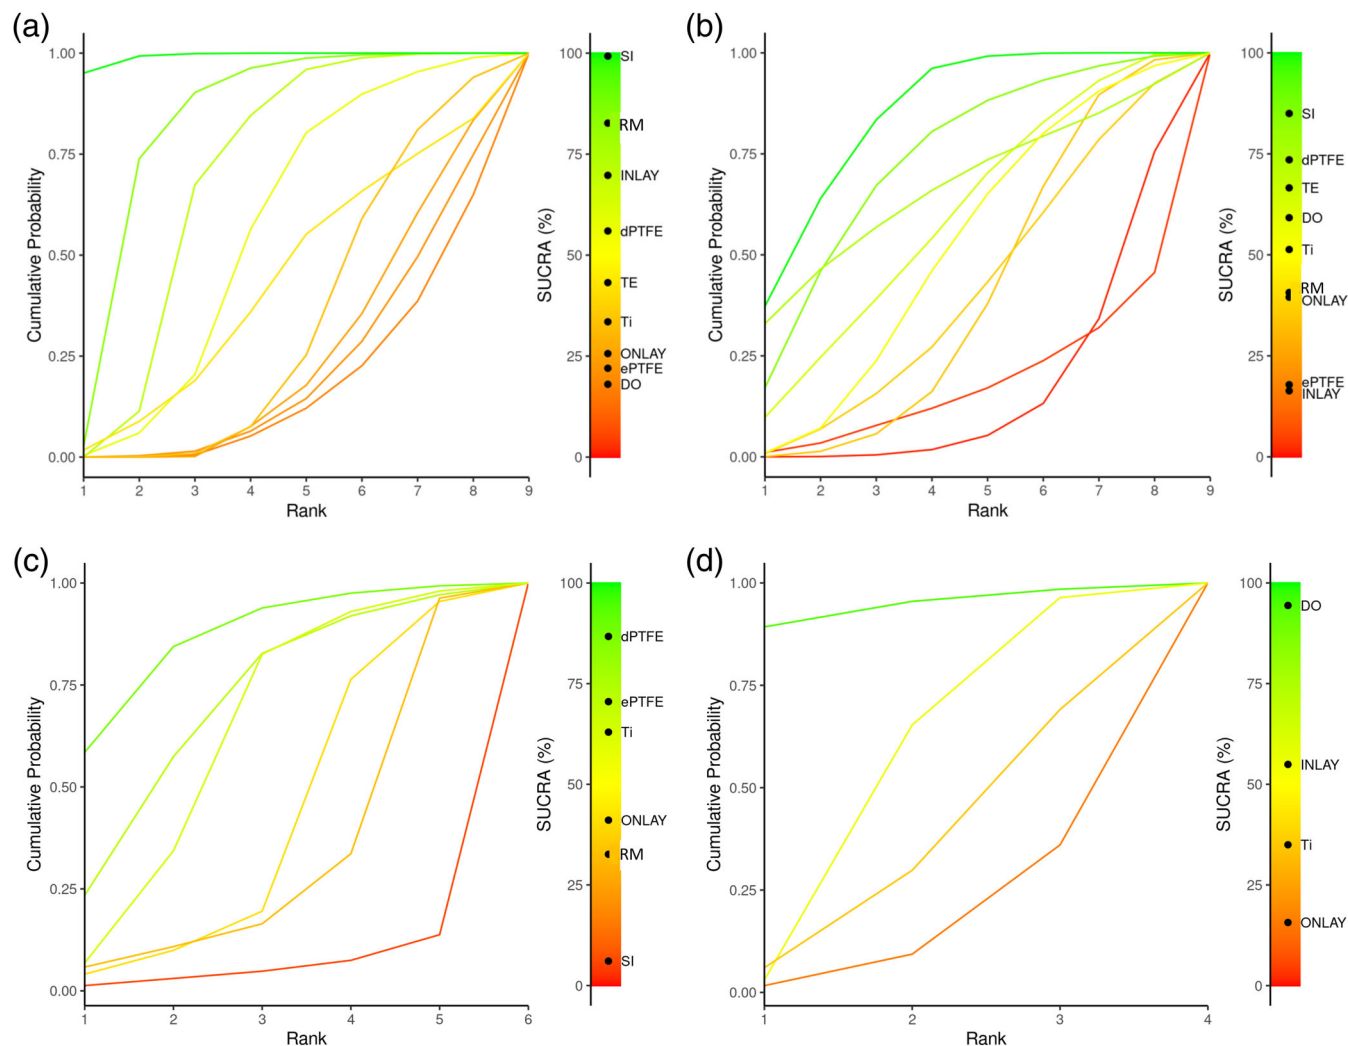 (a)
1.00
0.75
0.50
0.25
0.00
Cumulative Probability
1 2 3 4 5 6 7 8 9
Rank
SUCRA (%)
100
75
50
25
0
SI
RM
INLAY
dPTFE
TE
Ti
ONLAY
ePTFE
DO
(b)
1.00
0.75
0.50
0.25
0.00
Cumulative Probability
1 2 3 4 5 6 7 8 9
Rank
SUCRA (%)
100
75
50
25
0
SI
dPTFE
TE
DO
Ti
RM
ONLAY
ePTFE
INLAY
(c)
1.00
0.75
0.50
0.25
0.00
Cumulative Probability
1 2 3 4 5 6
Rank
SUCRA (%)
100
75
50
25
0
dPTFE
ePTFE
Ti
ONLAY
RM
SI
(d)
1.00
0.75
0.50
0.25
0.00
Cumulative Probability
1 2 3 4
Rank
SUCRA (%)
100
75
50
25
0
DO
INLAY
Ti
ONLAY